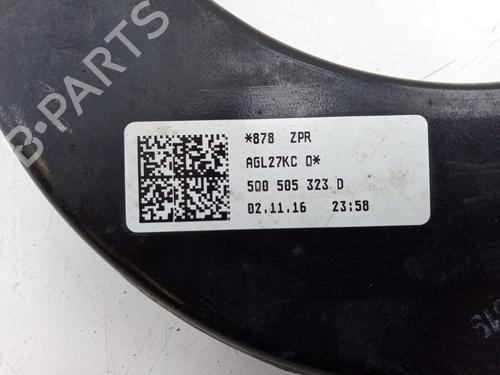 B-PARTS
*878 ZPR
AGL27KC Q*
5Q0 505 323 D
02.11.16 23:58